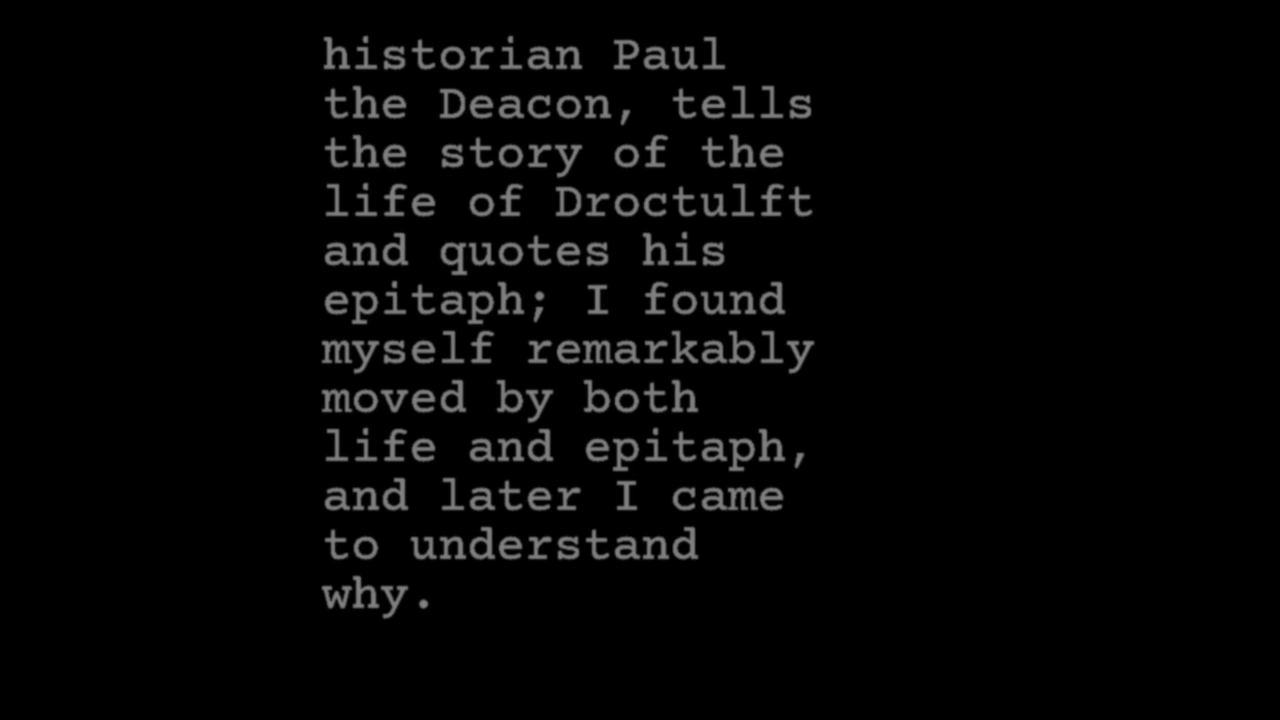 historian Paul
the Deacon, tells
the story of the
life of Droctulft
and quotes his
epitaph; I found
myself remarkably
moved by both
life and epitaph,
and later I came
to understand
why.